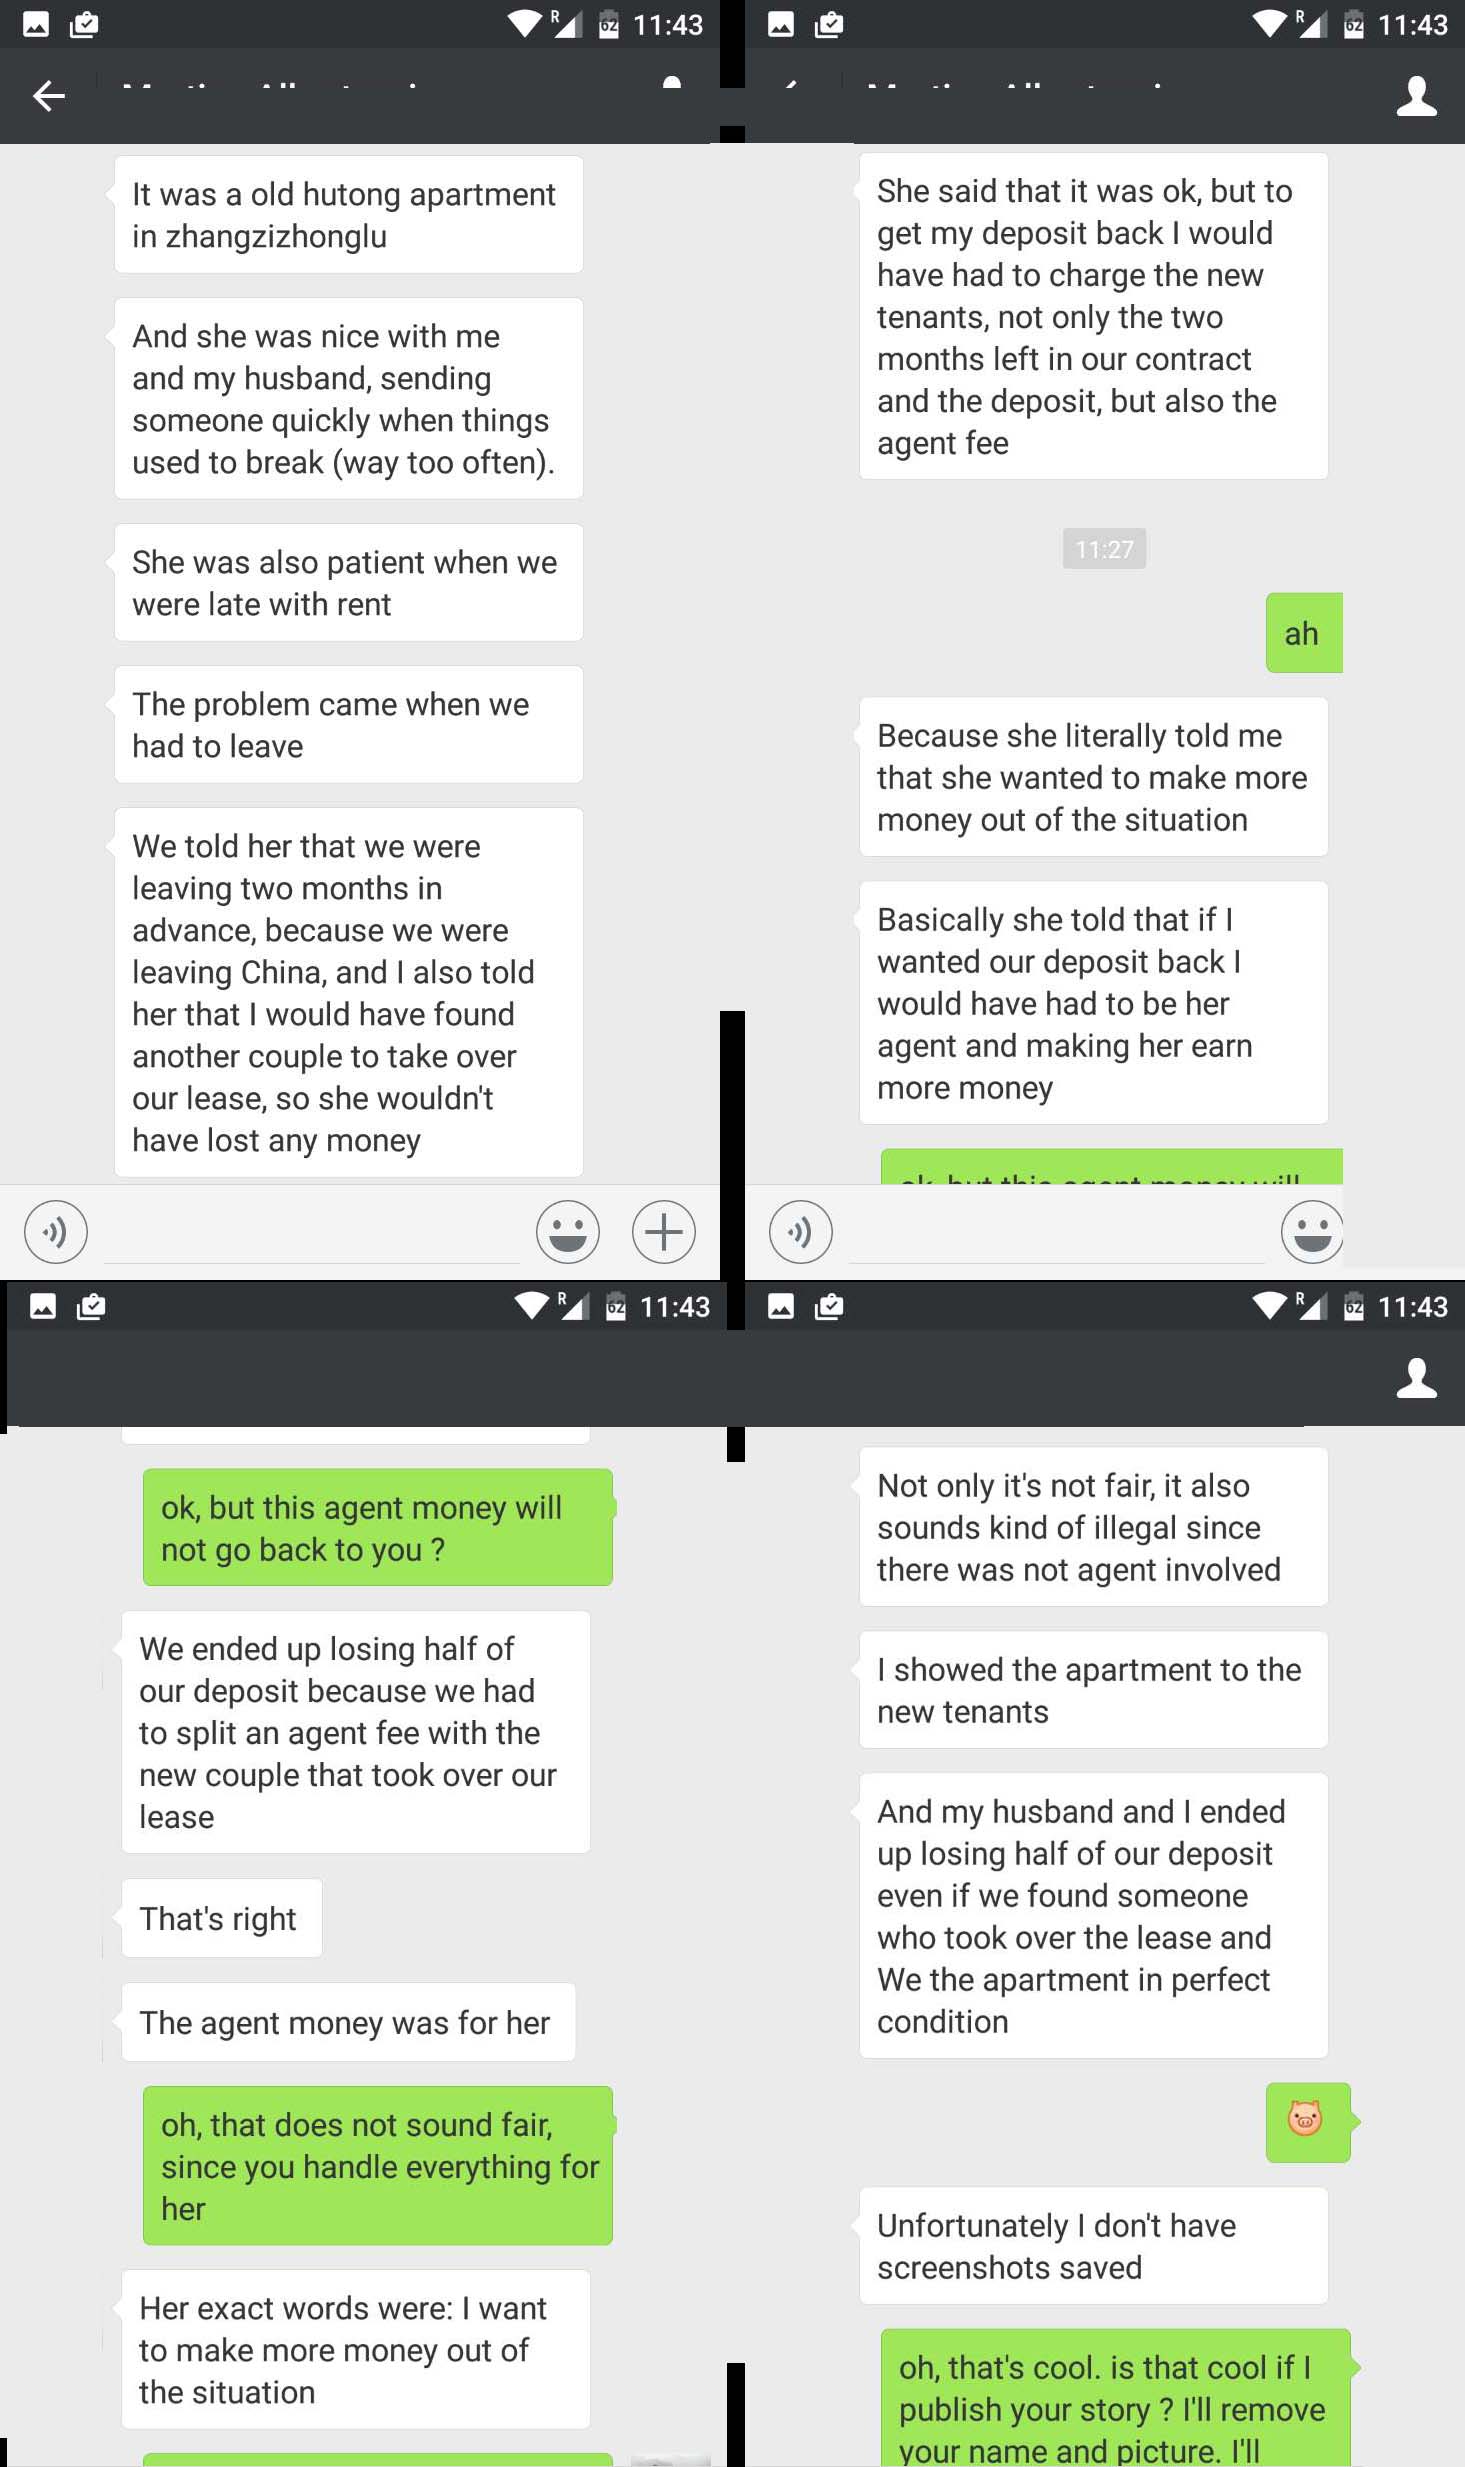 R
62
11:43
It was a old hutong apartment
in zhangzizhonglu
And she was nice with me
and my husband, sending
someone quickly when things
used to break (way too often).
She was also patient when we
were late with rent
The problem came when we
had to leave
We told her that we were
leaving two months in
advance, because we were
leaving China, and I also told
her that I would have found
another couple to take over
our lease, so she wouldn't
have lost any money
R
62
11:43
She said that it was ok, but to
get my deposit back I would
have had to charge the new
tenants, not only the two
months left in our contract
and the deposit, but also the
agent fee
11:27
ah
Because she literally told me
that she wanted to make more
money out of the situation
Basically she told that if I
wanted our deposit back I
would have had to be her
agent and making her earn
more money
ok, but this agent money will
R
62
11:43
ok, but this agent money will
not go back to you ?
We ended up losing half of
our deposit because we had
to split an agent fee with the
new couple that took over our
lease
That's right
The agent money was for her
oh, that does not sound fair,
since you handle everything for
her
Her exact words were: I want
to make more money out of
the situation
R
62
11:43
Not only it's not fair, it also
sounds kind of illegal since
there was not agent involved
I showed the apartment to the
new tenants
And my husband and I ended
up losing half of our deposit
even if we found someone
who took over the lease and
We the apartment in perfect
condition
Unfortunately I don't have
screenshots saved
oh, that's cool. is that cool if I
publish your story ? I'll remove
your name and picture. I'll